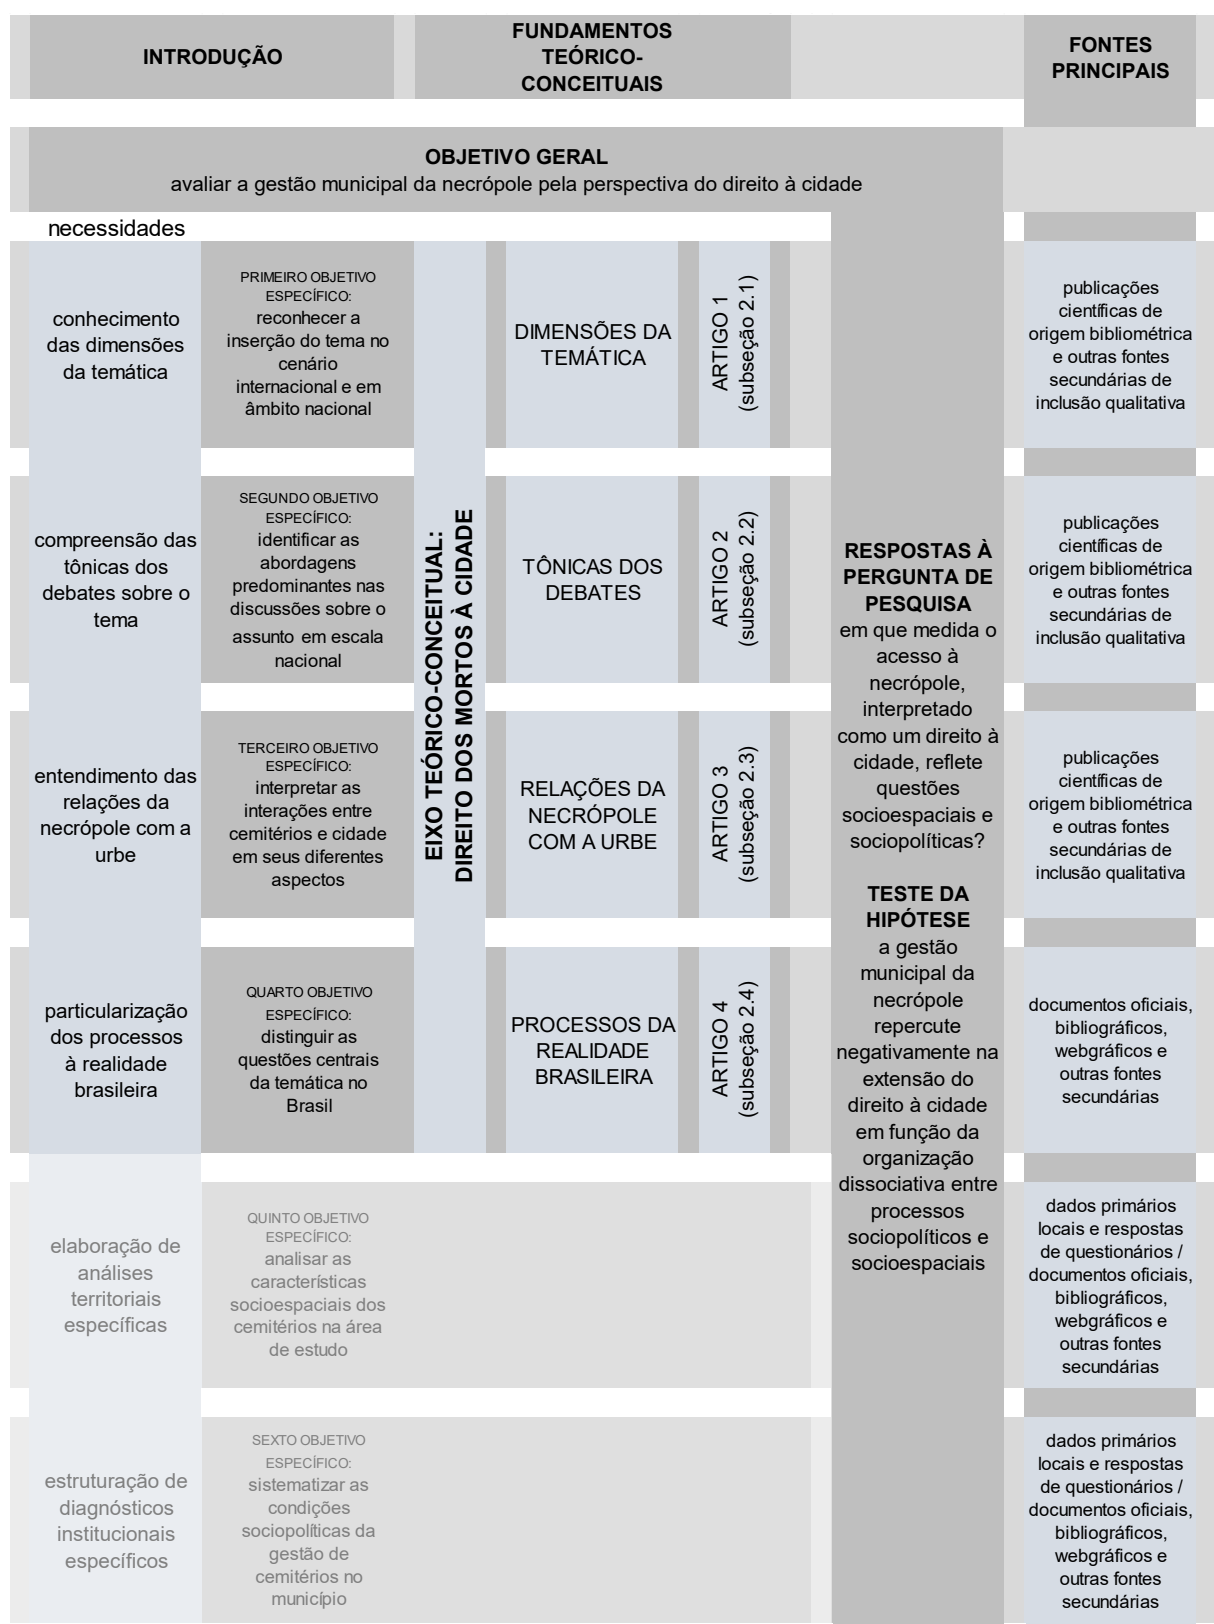 INTRODUÇÃO
FUNDAMENTOS
TEÓRICO-
CONCEITUAIS
FONTES
PRINCIPAIS
OBJETIVO GERAL
avaliar a gestão municipal da necrópole pela perspectiva do direito à cidade
necessidades
conhecimento
das dimensões
da temática
PRIMEIRO OBJETIVO
ESPECÍFICO:
reconhecer a
inserção do tema no
cenário
internacional e em
âmbito nacional
DIMENSÕES DA
TEMÁTICA
ARTIGO 1
(subseção 2.1)
publicações
científicas de
origem bibliométrica
e outras fontes
secundárias de
inclusão qualitativa
compreensão das
tônicas dos
debates sobre o
tema
SEGUNDO OBJETIVO
ESPECÍFICO:
identificar as
abordagens
predominantes nas
discussões sobre o
assunto em escala
nacional
EIXO TEÓRICO-CONCEITUAL:
DIREITO DOS MORTOS À CIDADE
TÔNICAS DOS
DEBATES
ARTIGO 2
(subseção 2.2)
publicações
científicas de
origem bibliométrica
e outras fontes
secundárias de
inclusão qualitativa
entendimento das
relações da
necrópole com a
urbe
TERCEIRO OBJETIVO
ESPECÍFICO:
interpretar as
interações entre
cemitérios e cidade
em seus diferentes
aspectos
RELAÇÕES DA
NECRÓPOLE
COM A URBE
ARTIGO 3
(subseção 2.3)
publicações
científicas de
origem bibliométrica
e outras fontes
secundárias de
inclusão qualitativa
particularização
dos processos
à realidade
brasileira
QUARTO OBJETIVO
ESPECÍFICO:
distinguir as
questões centrais
da temática no
Brasil
PROCESSOS DA
REALIDADE
BRASILEIRA
ARTIGO 4
(subseção 2.4)
documentos oficiais,
bibliográficos,
webgráficos e
outras fontes
secundárias
RESPOSTAS À
PERGUNTA DE
PESQUISA
em que medida o
acesso à
necrópole,
interpretado
como um direito à
cidade, reflete
questões
socioespaciais e
sociopolíticas?
TESTE DA
HIPÓTESE
a gestão
municipal da
necrópole
repercute
negativamente na
extensão do
direito à cidade
em função da
organização
dissociativa entre
processos
sociopolíticos e
socioespaciais
elaboração de
análises
territoriais
específicas
QUINTO OBJETIVO
ESPECÍFICO:
analisar as
características
socioespaciais dos
cemitérios na área
de estudo
dados primários
locais e respostas
de questionários /
documentos oficiais,
bibliográficos,
webgráficos e
outras fontes
secundárias
estruturação de
diagnósticos
institucionais
específicos
SEXTO OBJETIVO
ESPECÍFICO:
sistematizar as
condições
sociopolíticas da
gestão de
cemitérios no
município
dados primários
locais e respostas
de questionários /
documentos oficiais,
bibliográficos,
webgráficos e
outras fontes
secundárias